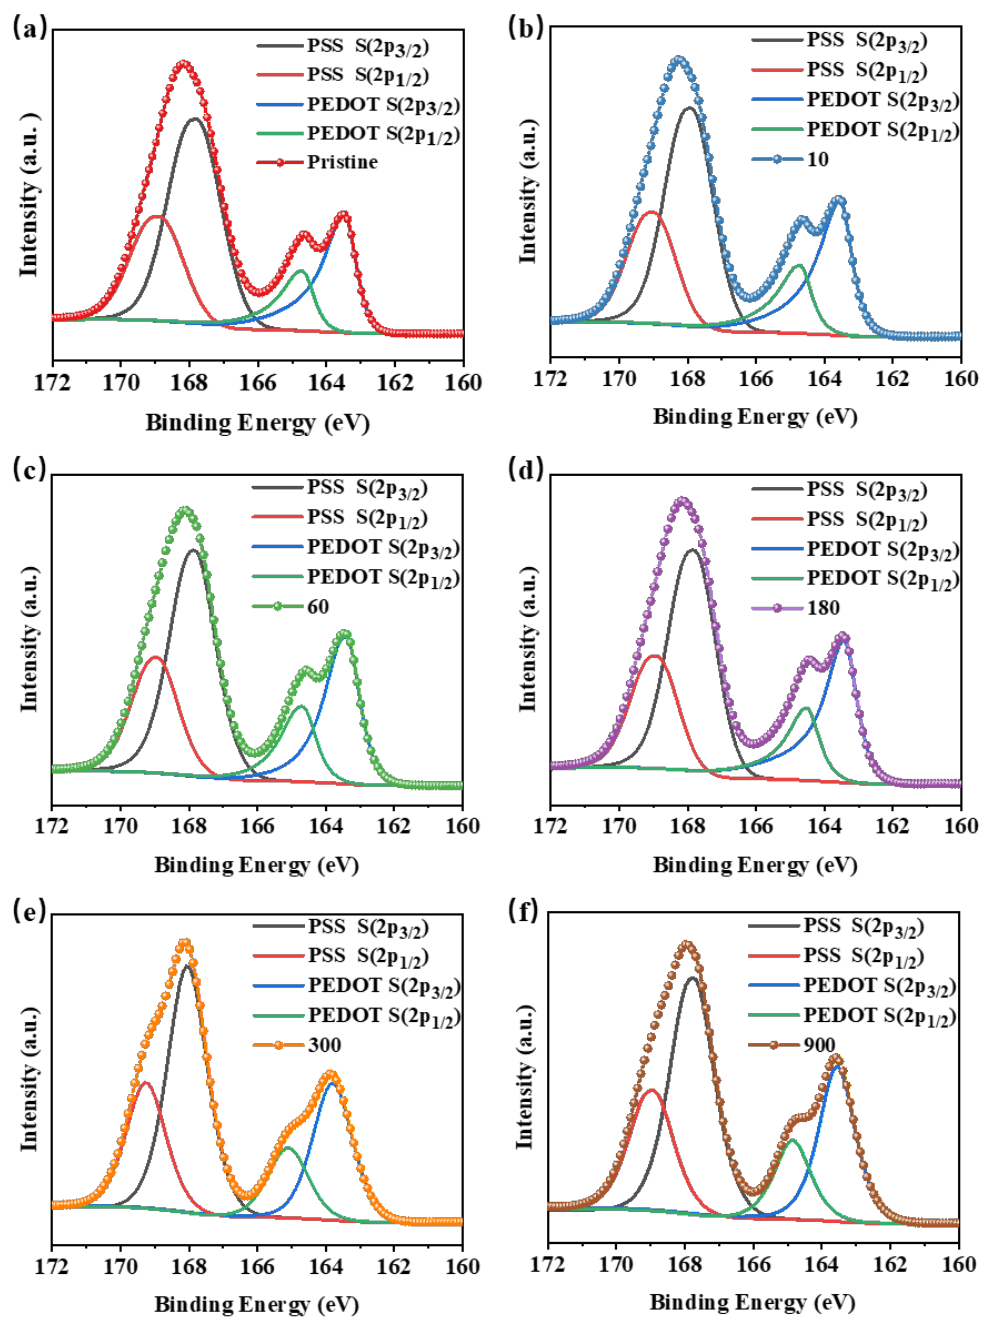 (a)
PSS S(2p3/2)
PSS S(2p1/2)
PEDOT S(2p3/2)
PEDOT S(2p1/2)
Pristine
Intensity (a.u.)
172 170 168 166 164 162 160
Binding Energy (eV)
(b)
PSS S(2p3/2)
PSS S(2p1/2)
PEDOT S(2p3/2)
PEDOT S(2p1/2)
10
Intensity (a.u.)
172 170 168 166 164 162 160
Binding Energy (eV)
(c)
PSS S(2p3/2)
PSS S(2p1/2)
PEDOT S(2p3/2)
PEDOT S(2p1/2)
60
Intensity (a.u.)
172 170 168 166 164 162 160
Binding Energy (eV)
(d)
PSS S(2p3/2)
PSS S(2p1/2)
PEDOT S(2p3/2)
PEDOT S(2p1/2)
180
Intensity (a.u.)
172 170 168 166 164 162 160
Binding Energy (eV)
(e)
PSS S(2p3/2)
PSS S(2p1/2)
PEDOT S(2p3/2)
PEDOT S(2p1/2)
300
Intensity (a.u.)
172 170 168 166 164 162 160
Binding Energy (eV)
(f)
PSS S(2p3/2)
PSS S(2p1/2)
PEDOT S(2p3/2)
PEDOT S(2p1/2)
900
Intensity (a.u.)
172 170 168 166 164 162 160
Binding Energy (eV)